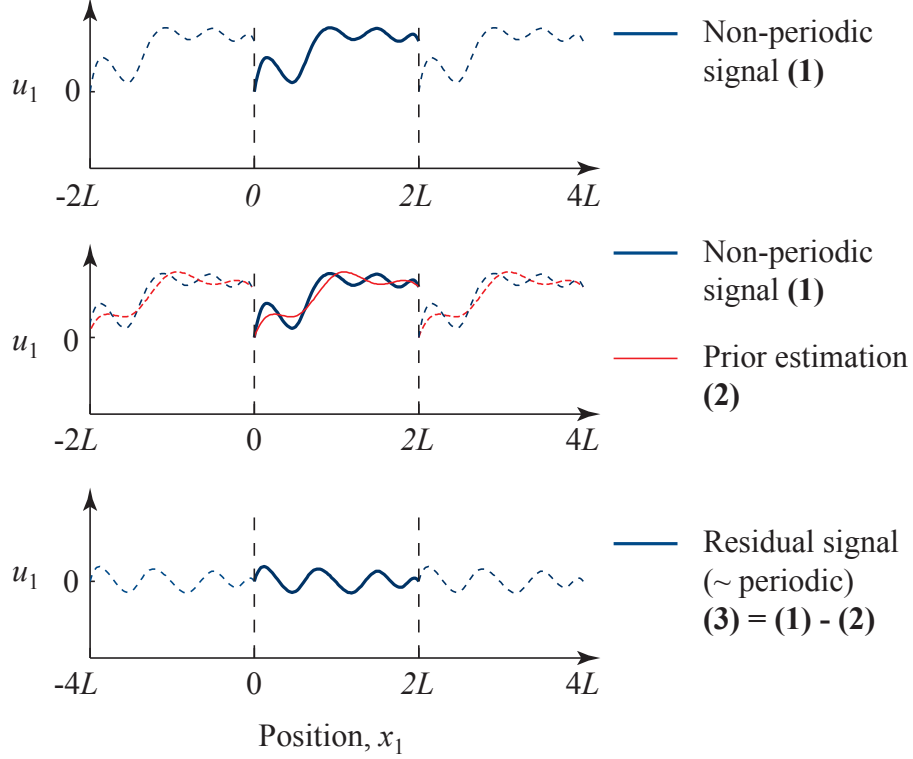 Non-periodic
signal (1)
u1 0
-2L 0 2L 4L
Non-periodic
signal (1)
Prior estimation
(2)
u1 0
-2L 0 2L 4L
Residual signal
(~ periodic)
(3) = (1) - (2)
u1 0
-4L 0 2L 4L
Position, x1